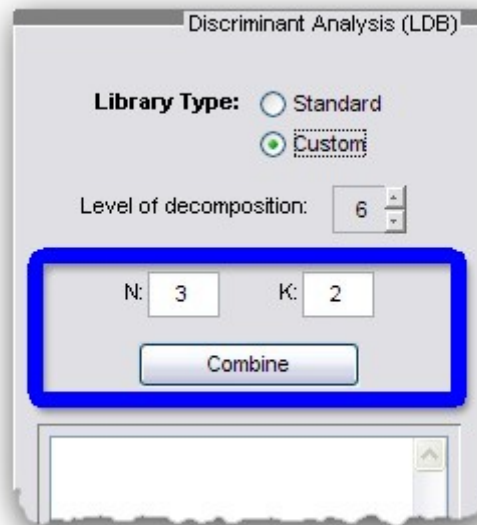 Discriminant Analysis (LDB)
Library Type: Standard
Custom
Level of decomposition: 6
N: 3 K: 2
Combine